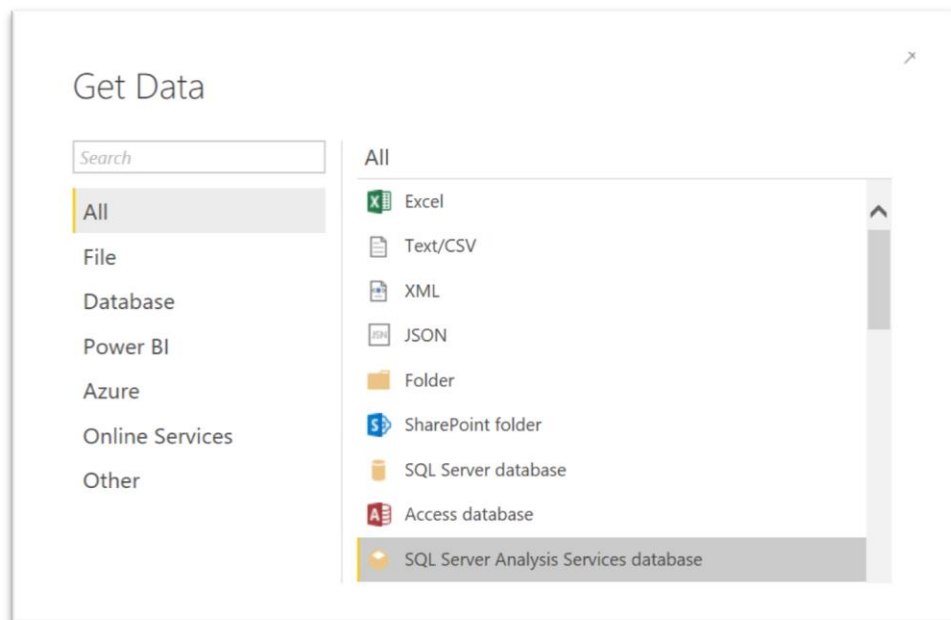 Get Data
Search
All
File
Database
Power BI
Azure
Online Services
Other
All
Excel
Text/CSV
XML
JSON
Folder
SharePoint folder
SQL Server database
Access database
SQL Server Analysis Services database